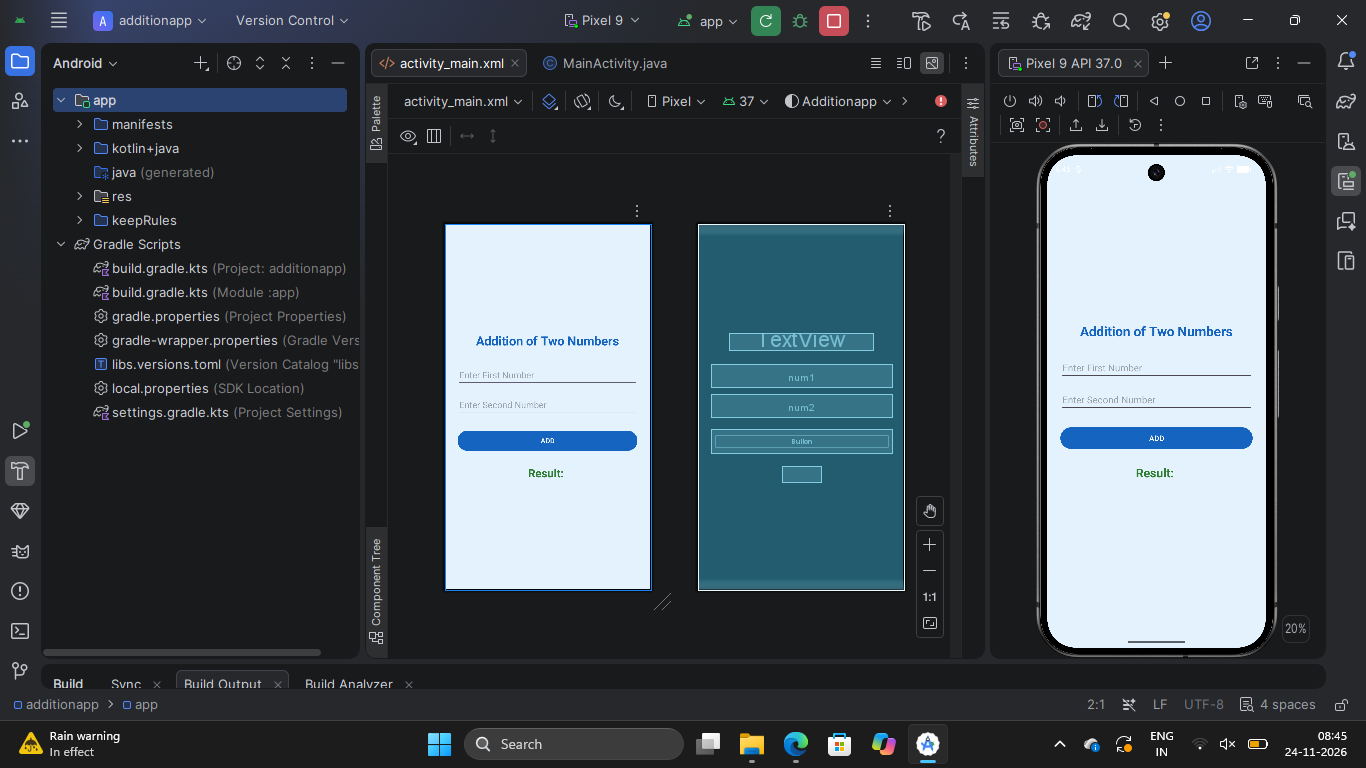 A additionapp Version Control Pixel 9 app
Android
activity_main.xml MainActivity.java Pixel 9 API 37.0
app
manifests
kotlin+java
java (generated)
res
keepRules
Gradle Scripts
build.gradle.kts (Project: additionapp)
build.gradle.kts (Module :app)
gradle.properties (Project Properties)
gradle-wrapper.properties (Gradle Vers
libs.versions.toml (Version Catalog "libs
local.properties (SDK Location)
settings.gradle.kts (Project Settings)
Palette
Component Tree
activity_main.xml Pixel 37 Additionapp
Attributes
?
Addition of Two Numbers
Enter First Number
Enter Second Number
ADD
Result:
TextView
num1
num2
Button
1:1
Addition of Two Numbers
Enter First Number
Enter Second Number
ADD
Result:
20%
Build Sync Build Output Build Analyzer
additionapp app 2:1 LF UTF-8 4 spaces
Rain warning
In effect
Search
ENG
IN
08:45
24-11-2026